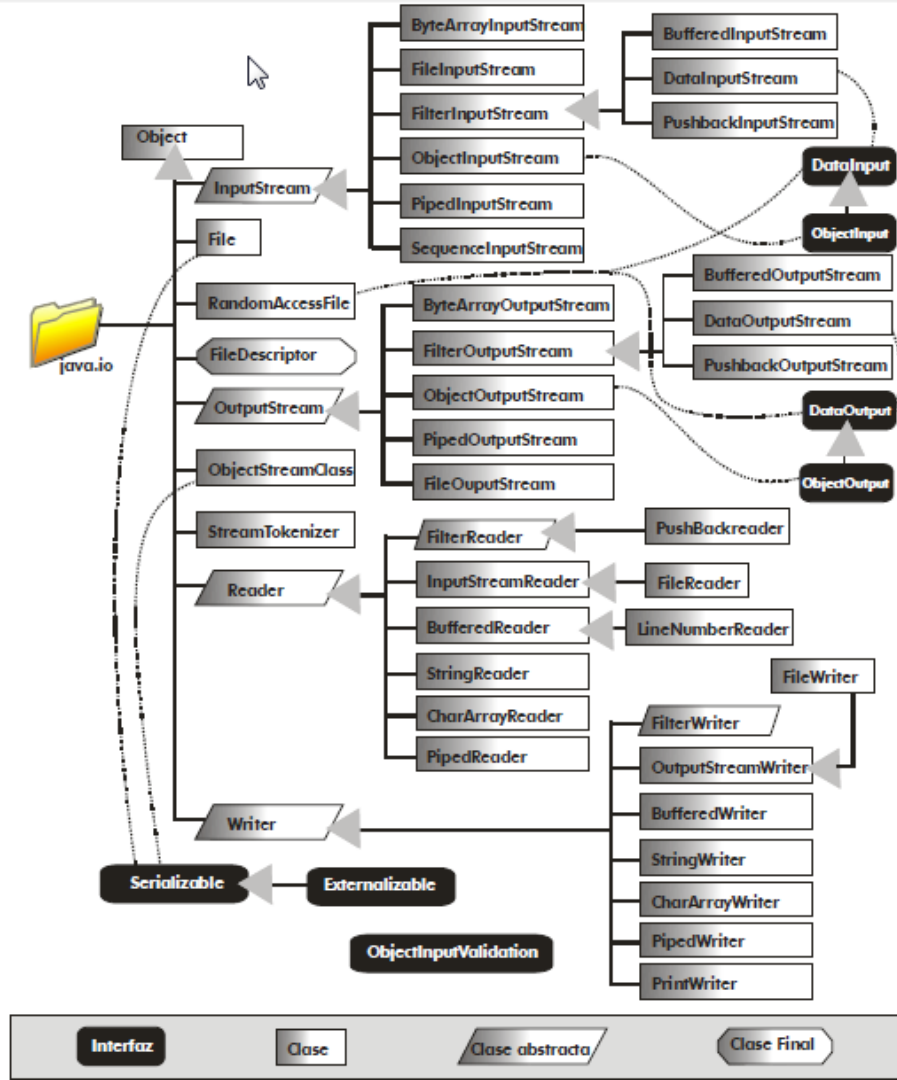 ByteArrayInputStream
FileInputStream
FilterInputStream
ObjectInputStream
PipedInputStream
SequenceInputStream
BufferedInputStream
DataInputStream
PushbackInputStream
DataInput
ObjectInput
Object
InputStream
File
RandomAccessFile
FileDescriptor
OutputStream
ObjectStreamClass
StreamTokenizer
Reader
Writer
java.io
ByteArrayOutputStream
FilterOutputStream
ObjectOutputStream
PipedOutputStream
FileOuputStream
BufferedOutputStream
DataOutputStream
PushbackOutputStream
DataOutput
ObjectOutput
FilterReader
InputStreamReader
BufferedReader
StringReader
CharArrayReader
PipedReader
PushBackreader
FileReader
LineNumberReader
FileWriter
FilterWriter
OutputStreamWriter
BufferedWriter
StringWriter
CharArrayWriter
PipedWriter
PrintWriter
Serializable
Externalizable
ObjectInputValidation
Interfaz
Clase
Clase abstracta
Clase Final